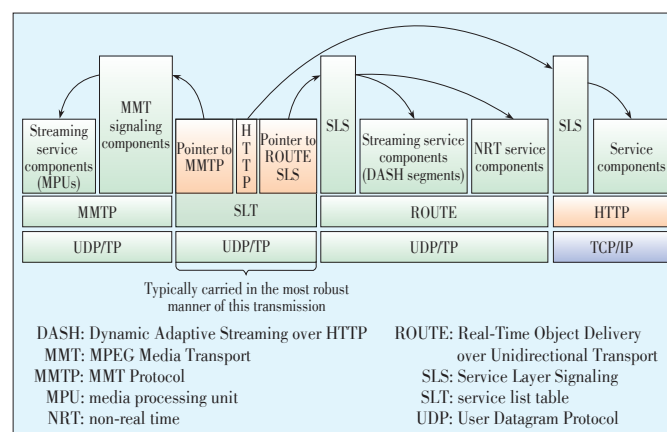 Streaming
service
components
(MPUs)
MMT
signaling
components
Pointer to
MMTP
H
T
T
P
Pointer to
ROUTE
SLS
SLS
Streaming service
components
(DASH segments)
NRT service
components
SLS
Service
components
MMTP
SLT
ROUTE
HTTP
UDP/TP
UDP/TP
UDP/TP
TCP/IP
Typically carried in the most robust
manner of this transmission
DASH: Dynamic Adaptive Streaming over HTTP
MMT: MPEG Media Transport
MMTP: MMT Protocol
MPU: media processing unit
NRT: non-real time
ROUTE: Real-Time Object Delivery
over Unidirectional Transport
SLS: Service Layer Signaling
SLT: service list table
UDP: User Datagram Protocol